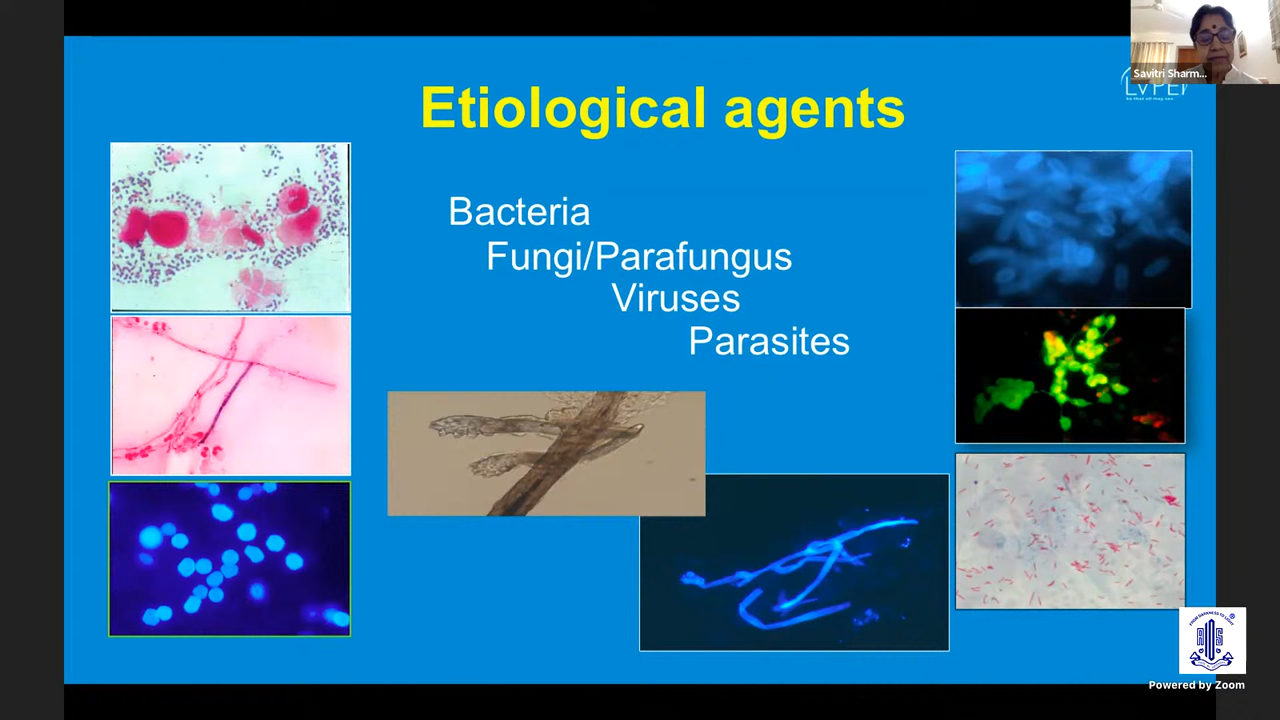 Etiological agents
Bacteria
Fungi/Parafungus
Viruses
Parasites
Savitri Sharm...
LVPEI
Powered by Zoom